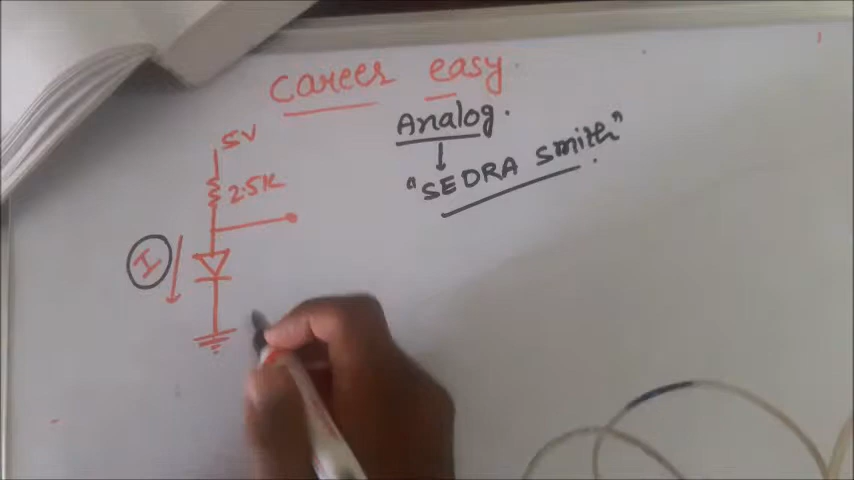 Career easy
Analog.
"SEDRA Smith"
5V
2.5K
I